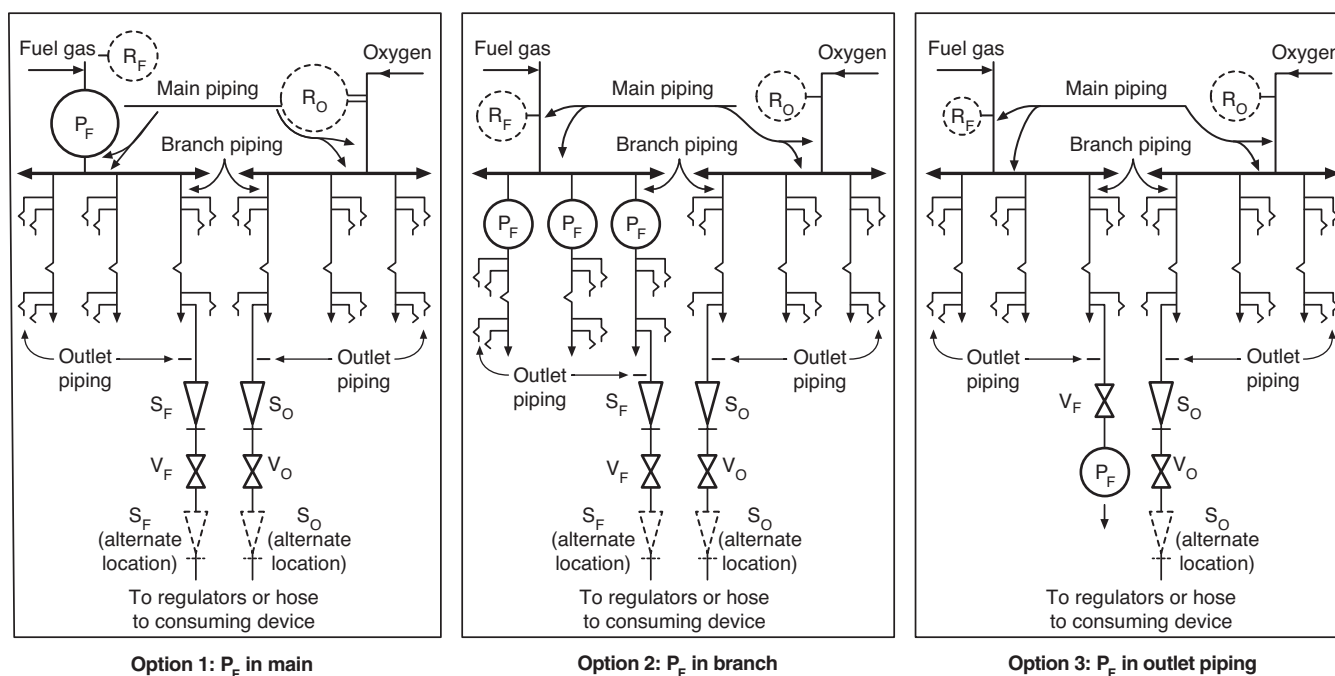 Fuel gas
R_F
Oxygen
Main piping
R_O
P_F
Branch piping
Outlet
piping
Outlet
piping
S_F
S_O
V_F
V_O
S_F
(alternate
location)
S_O
(alternate
location)
To regulators or hose
to consuming device
Option 1: P_F in main
Fuel gas
Oxygen
Main piping
R_F
R_O
Branch piping
P_F
P_F
P_F
Outlet
piping
Outlet
piping
S_F
S_O
V_F
V_O
S_F
(alternate
location)
S_O
(alternate
location)
To regulators or hose
to consuming device
Option 2: P_F in branch
Fuel gas
Oxygen
Main piping
R_F
R_O
Branch piping
Outlet
piping
Outlet
piping
V_F
S_O
P_F
V_O
S_O
(alternate
location)
To regulators or hose
to consuming device
Option 3: P_F in outlet piping